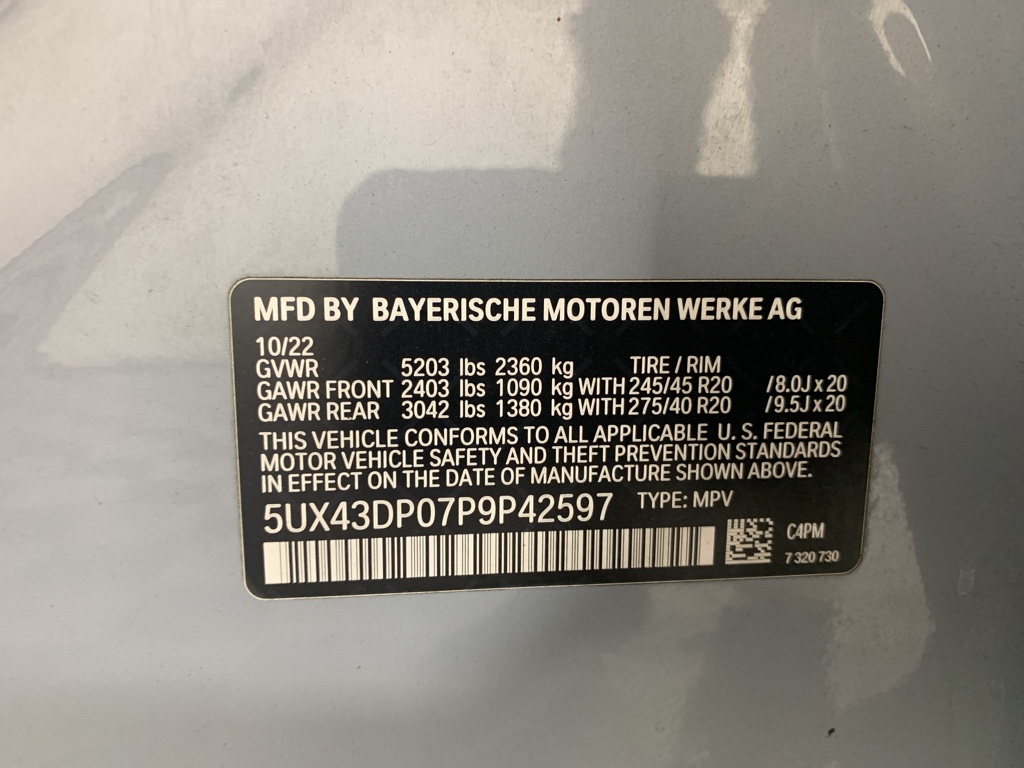 MFD BY BAYERISCHE MOTOREN WERKE AG
10/22
GVWR 5203 lbs 2360 kg TIRE / RIM
GAWR FRONT 2403 lbs 1090 kg WITH 245/45 R20 /8.0J x 20
GAWR REAR 3042 lbs 1380 kg WITH 275/40 R20 /9.5J x 20
THIS VEHICLE CONFORMS TO ALL APPLICABLE U. S. FEDERAL
MOTOR VEHICLE SAFETY AND THEFT PREVENTION STANDARDS
IN EFFECT ON THE DATE OF MANUFACTURE SHOWN ABOVE.
5UX43DP07P9P42597 TYPE: MPV
C4PM
7 320 730